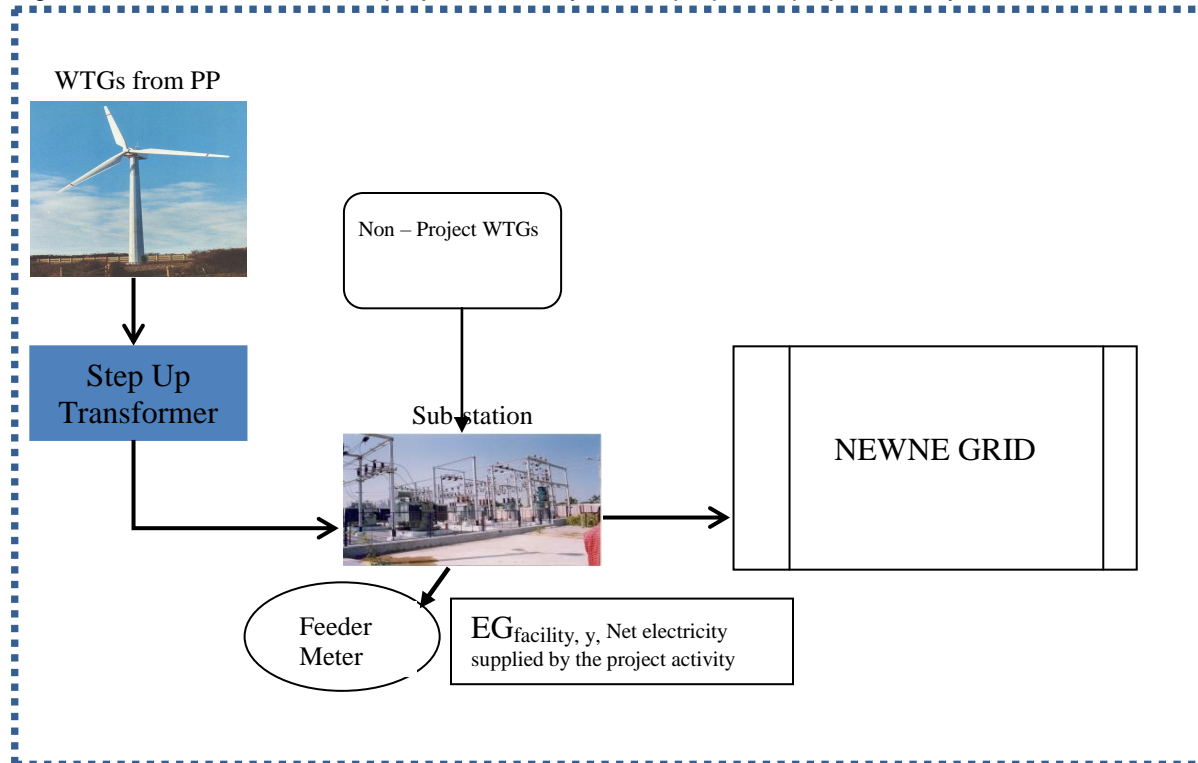 WTGs from PP
Non – Project WTGs
Step Up
Transformer
Sub-station
NEWNE GRID
Feeder
Meter
EGfacility, y, Net electricity
supplied by the project activity